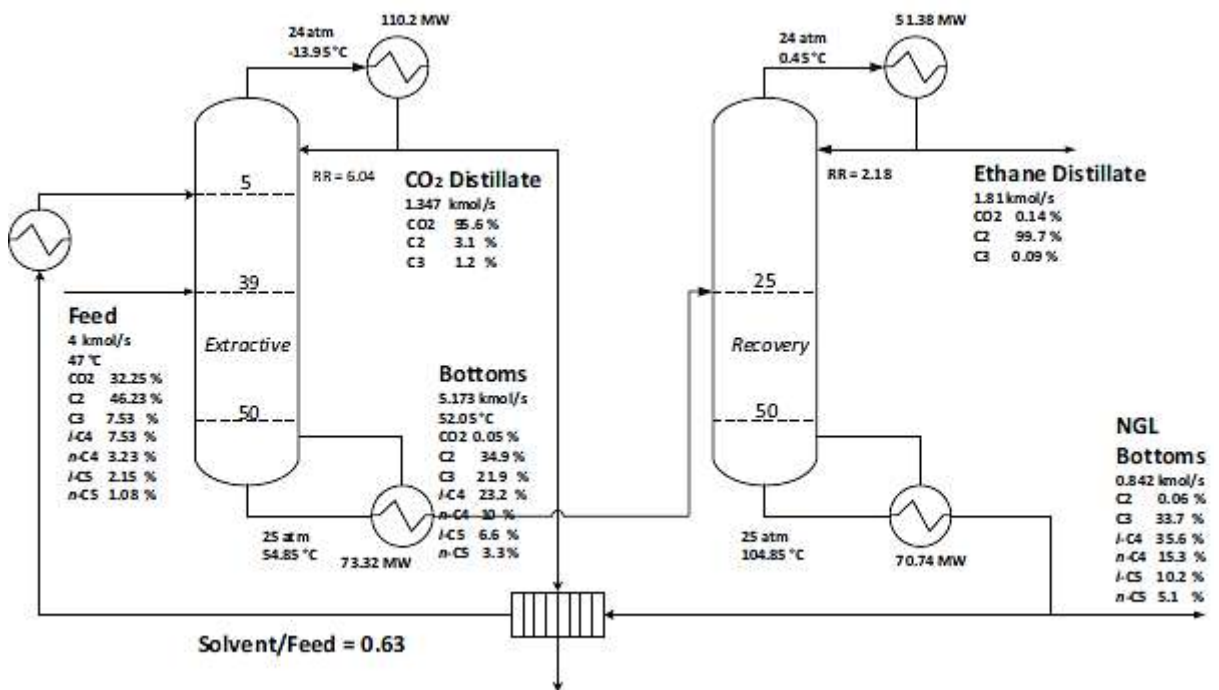 24 atm
-13.95 °C
110.2 MW
RR = 6.04
5
39
Extractive
50
CO2 Distillate
1.347 kmol/s
CO2 95.6 %
C2 3.1 %
C3 1.2 %
Feed
4 kmol/s
47 °C
CO2 32.25 %
C2 46.23 %
C3 7.53 %
i-C4 7.53 %
n-C4 3.23 %
i-C5 2.15 %
n-C5 1.08 %
Bottoms
5.173 kmol/s
52.05 °C
CO2 0.05 %
C2 34.9 %
C3 21.9 %
i-C4 23.2 %
n-C4 10 %
i-C5 6.6 %
n-C5 3.3%
25 atm
54.85 °C
73.32 MW
24 atm
0.45 °C
51.38 MW
RR = 2.18
25
Recovery
50
Ethane Distillate
1.81 kmol/s
CO2 0.14 %
C2 99.7 %
C3 0.09 %
25 atm
104.85 °C
70.74 MW
NGL
Bottoms
0.842 kmol/s
C2 0.06 %
C3 33.7 %
i-C4 35.6 %
n-C4 15.3 %
i-C5 10.2 %
n-C5 5.1 %
Solvent/Feed = 0.63